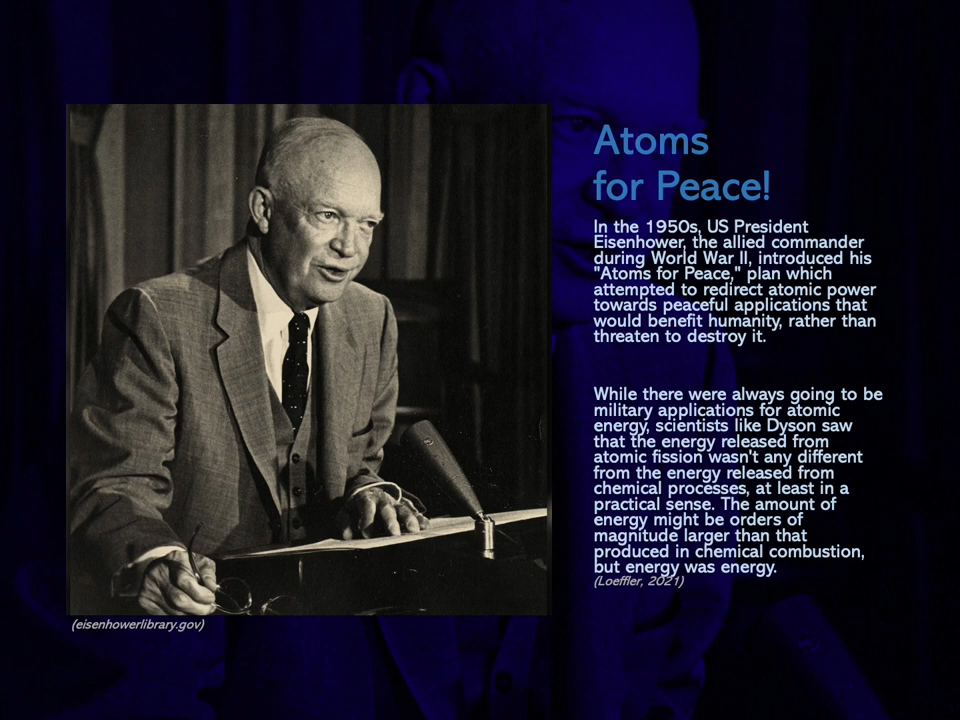 Atoms
for Peace!
In the 1950s, US President
Eisenhower, the allied commander
during World War II, introduced his
"Atoms for Peace," plan which
attempted to redirect atomic power
towards peaceful applications that
would benefit humanity, rather than
threaten to destroy it.
While there were always going to be
military applications for atomic
energy, scientists like Dyson saw
that the energy released from
atomic fission wasn't any different
from the energy released from
chemical processes, at least in a
practical sense. The amount of
energy might be orders of
magnitude larger than that
produced in chemical combustion,
but energy was energy.
(Loeffler, 2021)
(eisenhowerlibrary.gov)